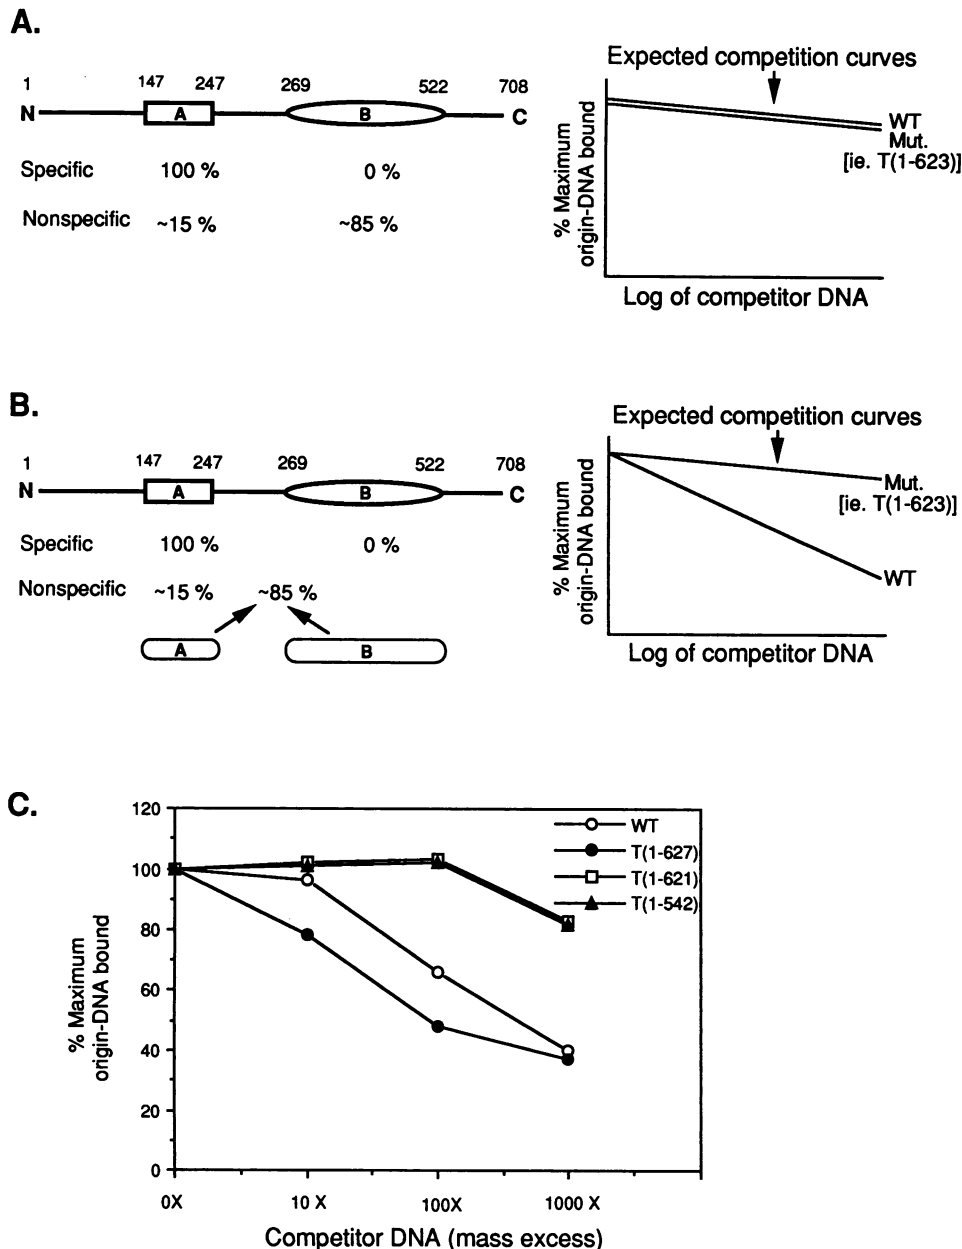 A.
1 147 247 269 522 708
N A B C
Specific 100 % 0 %
Nonspecific ~15 % ~85 %
Expected competition curves
WT
Mut.
[ie. T(1-623)]
% Maximum
origin-DNA bound
Log of competitor DNA
B.
1 147 247 269 522 708
N A B C
Specific 100 % 0 %
Nonspecific ~15 % ~85 %
A B
Expected competition curves
Mut.
[ie. T(1-623)]
WT
% Maximum
origin-DNA bound
Log of competitor DNA
C.
120
100
80
60
40
20
0
% Maximum
origin-DNA bound
WT
T(1-627)
T(1-621)
T(1-542)
0X 10 X 100X 1000 X
Competitor DNA (mass excess)